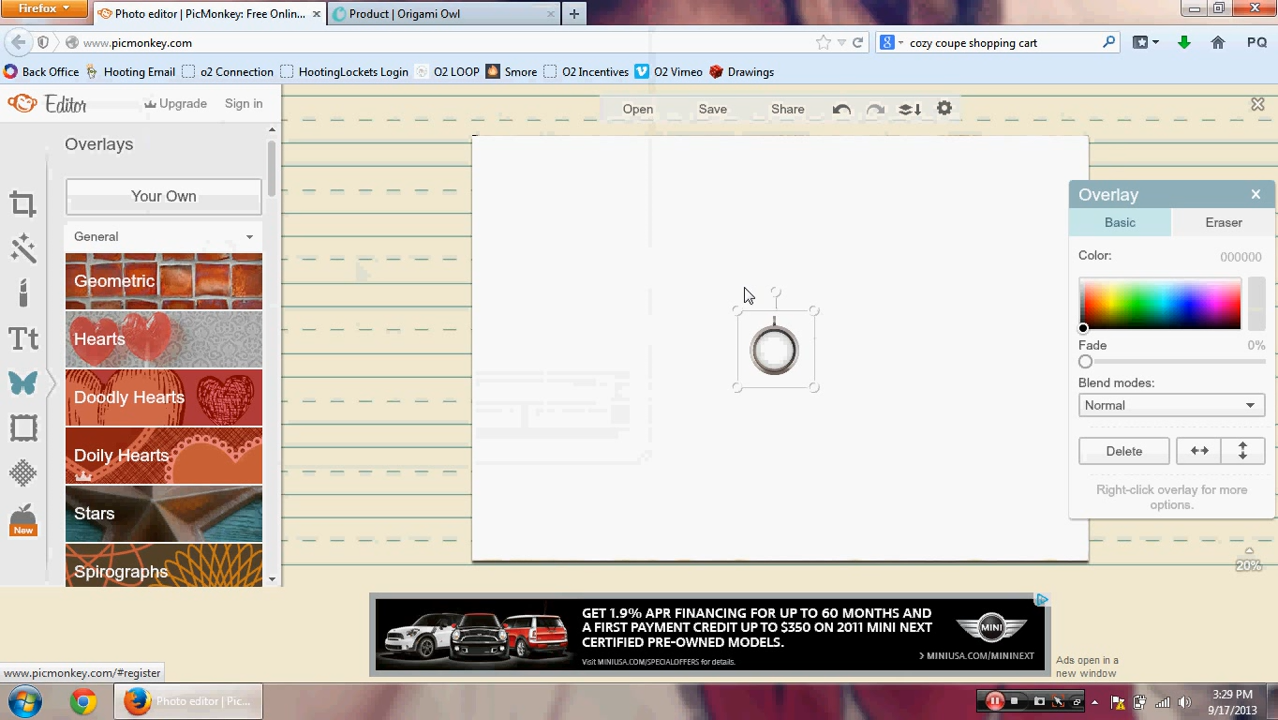 Firefox
Photo editor | PicMonkey: Free Onlin...
Product | Origami Owl
www.picmonkey.com
cozy coupe shopping cart
Back Office
Hooting Email
o2 Connection
HootingLockets Login
O2 LOOP
Smore
O2 Incentives
O2 Vimeo
Drawings
Editor
Upgrade
Sign in
Open
Save
Share
Overlays
Your Own
General
Geometric
Hearts
Doodly Hearts
Doily Hearts
Stars
Spirographs
Tt
New
Overlay
Basic
Eraser
Color:
000000
Fade
0%
Blend modes:
Normal
Delete
Right-click overlay for more
options.
20%
GET 1.9% APR FINANCING FOR UP TO 60 MONTHS AND
A FIRST PAYMENT CREDIT UP TO $350 ON 2011 MINI NEXT
CERTIFIED PRE-OWNED MODELS.
Visit MINIUSA.COM/SPECIALOFFERS for details.
MINI
> MINIUSA.COM/MININEXT
Ads open in a
new window
www.picmonkey.com/#register
Photo editor | Pic...
3:29 PM
9/17/2013